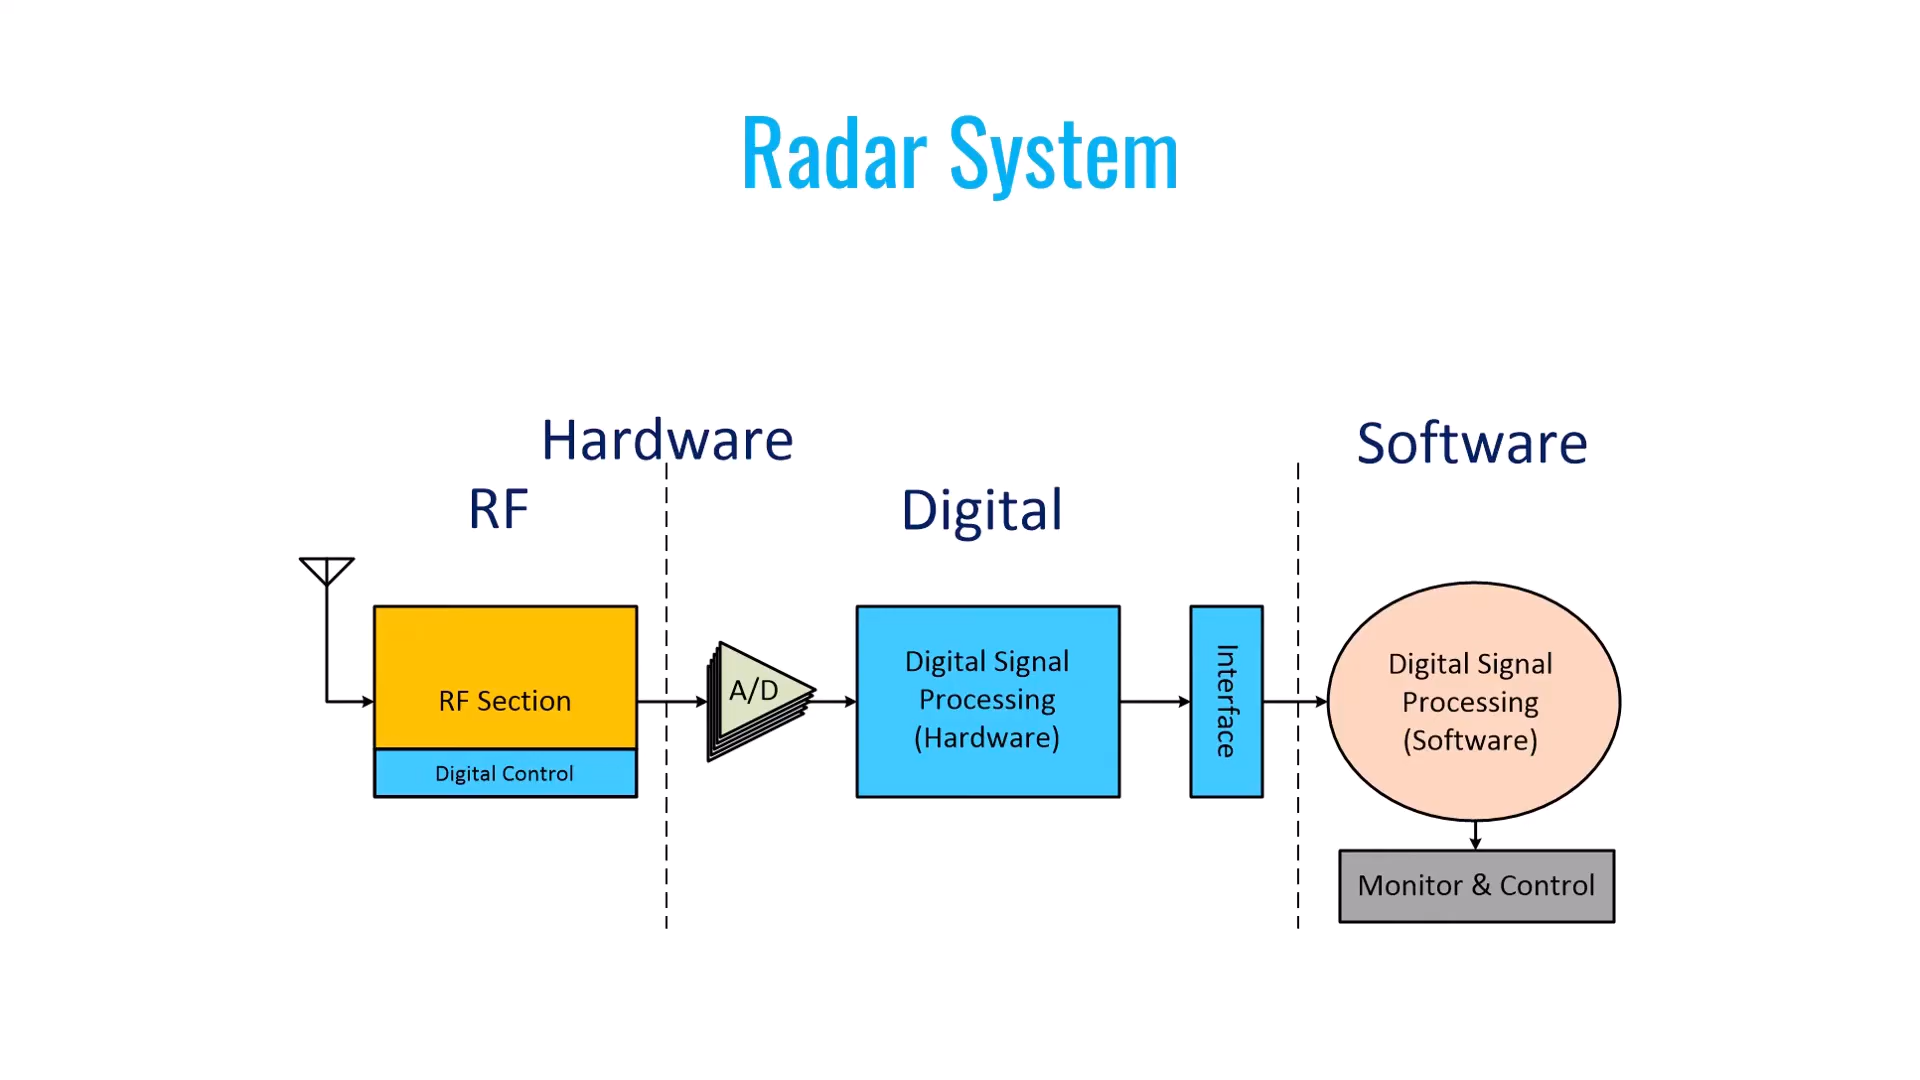 Radar System
Hardware
Software
RF
Digital
RF Section
Digital Control
A/D
Digital Signal
Processing
(Hardware)
Interface
Digital Signal
Processing
(Software)
Monitor & Control